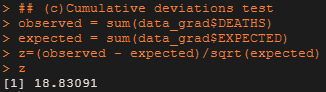 > ## (c)Cumulative deviations test
> observed = sum(data_grad$DEATHS)
> expected = sum(data_grad$EXPECTED)
> z=(observed - expected)/sqrt(expected)
> z
[1] 18.83091